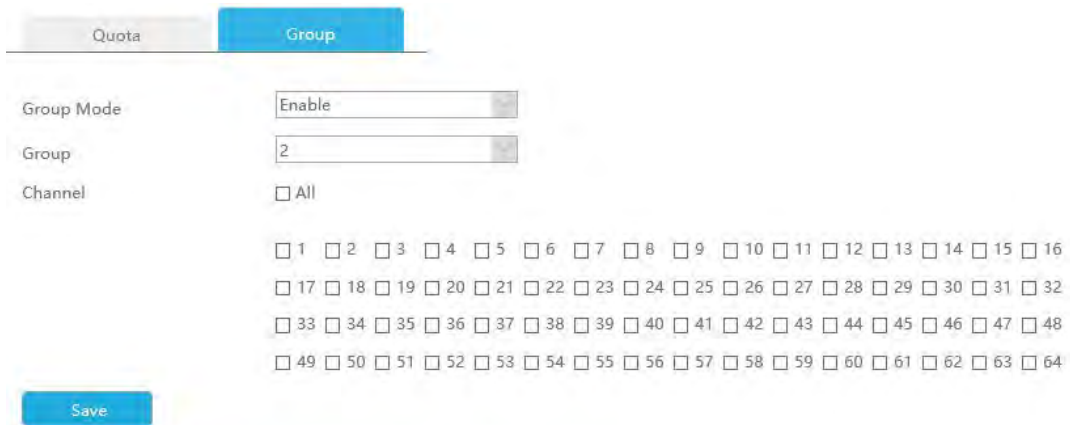 Quota Group
Group Mode Enable
Group 2
Channel All
1 2 3 4 5 6 7 8 9 10 11 12 13 14 15 16
17 18 19 20 21 22 23 24 25 26 27 28 29 30 31 32
33 34 35 36 37 38 39 40 41 42 43 44 45 46 47 48
49 50 51 52 53 54 55 56 57 58 59 60 61 62 63 64
Save